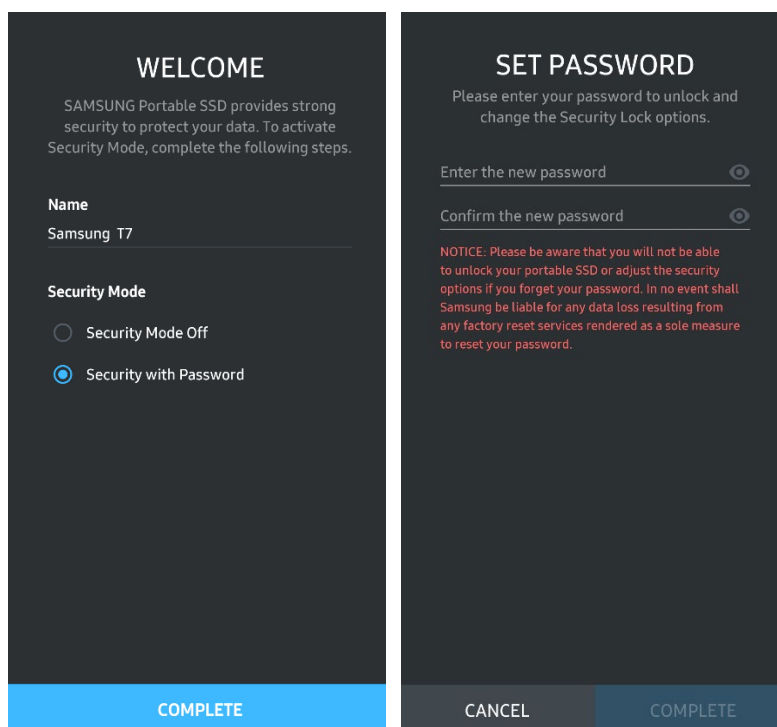 WELCOME
SAMSUNG Portable SSD provides strong
security to protect your data. To activate
Security Mode, complete the following steps.
Name
Samsung T7
Security Mode
Security Mode Off
Security with Password
COMPLETE
SET PASSWORD
Please enter your password to unlock and
change the Security Lock options.
Enter the new password
Confirm the new password
NOTICE: Please be aware that you will not be able
to unlock your portable SSD or adjust the security
options if you forget your password. In no event shall
Samsung be liable for any data loss resulting from
any factory reset services rendered as a sole measure
to reset your password.
CANCEL
COMPLETE